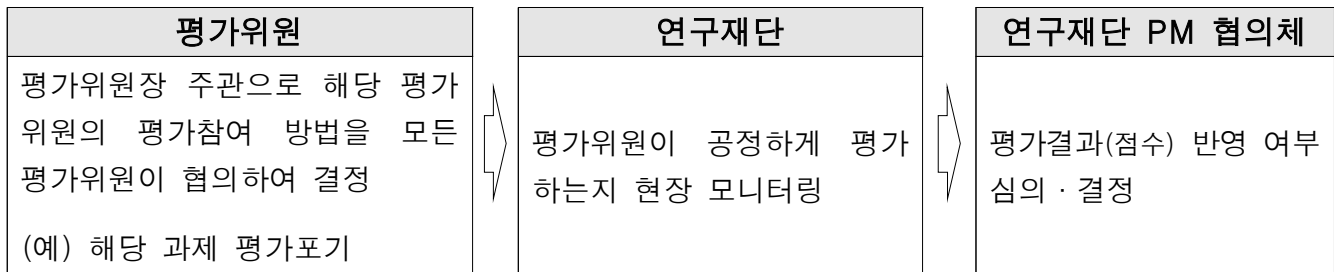 평가위원
평가위원장 주관으로 해당 평가
위원의 평가참여 방법을 모든
평가위원이 협의하여 결정
(예) 해당 과제 평가포기
연구재단
평가위원이 공정하게 평가
하는지 현장 모니터링
연구재단 PM 협의체
평가결과(점수) 반영 여부
심의·결정